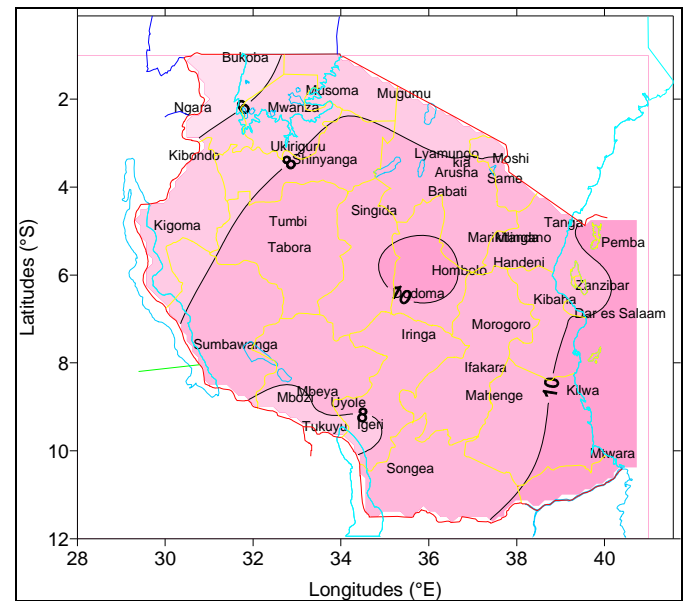 Bukoba
Musoma
Mugumu
2
Ngara
6
Mwanza
Ukiriguru
Kibondo
8
Shinyanga
Lyamungo
kia
Moshi
Arusha
Same
4
Babati
Singida
Kigoma
Tumbi
Tanga
Mlingano
Pemba
Tabora
Handeni
6
Hombolo
Dodoma
10
Zanzibar
Kibaha
Dar es Salaam
Morogoro
Iringa
Sumbawanga
8
Ifakara
Mbeya
Mbozi
Uyole
Mahenge
10
Kilwa
8
Igeri
Tukuyu
10
Mtwara
Songea
12
28 30 32 34 36 38 40
Latitudes (°S)
Longitudes (°E)